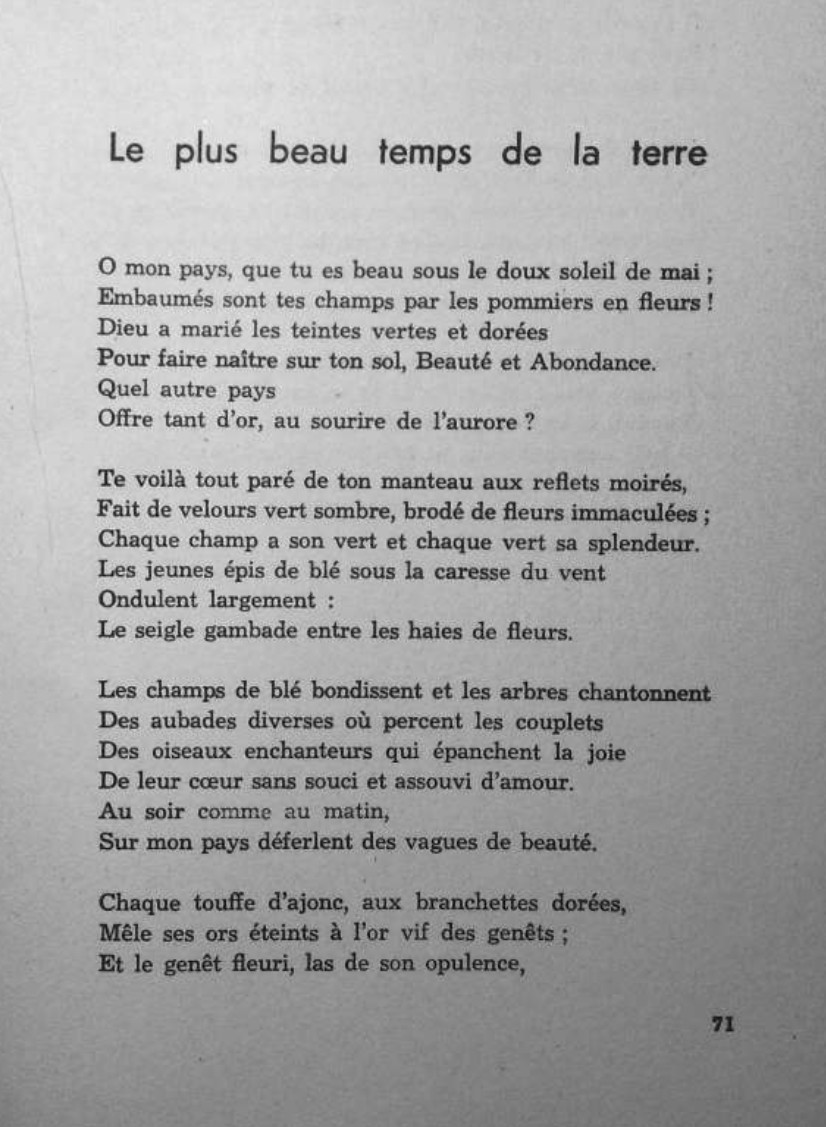 Le plus beau temps de la terre
O mon pays, que tu es beau sous le doux soleil de mai ;
Embaumés sont tes champs par les pommiers en fleurs !
Dieu a marié les teintes vertes et dorées
Pour faire naître sur ton sol, Beauté et Abondance.
Quel autre pays
Offre tant d'or, au sourire de l'aurore ?
Te voilà tout paré de ton manteau aux reflets moirés,
Fait de velours vert sombre, brodé de fleurs immaculées ;
Chaque champ a son vert et chaque vert sa splendeur.
Les jeunes épis de blé sous la caresse du vent
Ondulent largement :
Le seigle gambade entre les haies de fleurs.
Les champs de blé bondissent et les arbres chantonnent
Des aubades diverses où percent les couplets
Des oiseaux enchanteurs qui épanchent la joie
De leur cœur sans souci et assouvi d'amour.
Au soir comme au matin,
Sur mon pays déferlent des vagues de beauté.
Chaque touffe d'ajonc, aux branchettes dorées,
Mêle ses ors éteints à l'or vif des genêts ;
Et le genêt fleuri, las de son opulence,
71